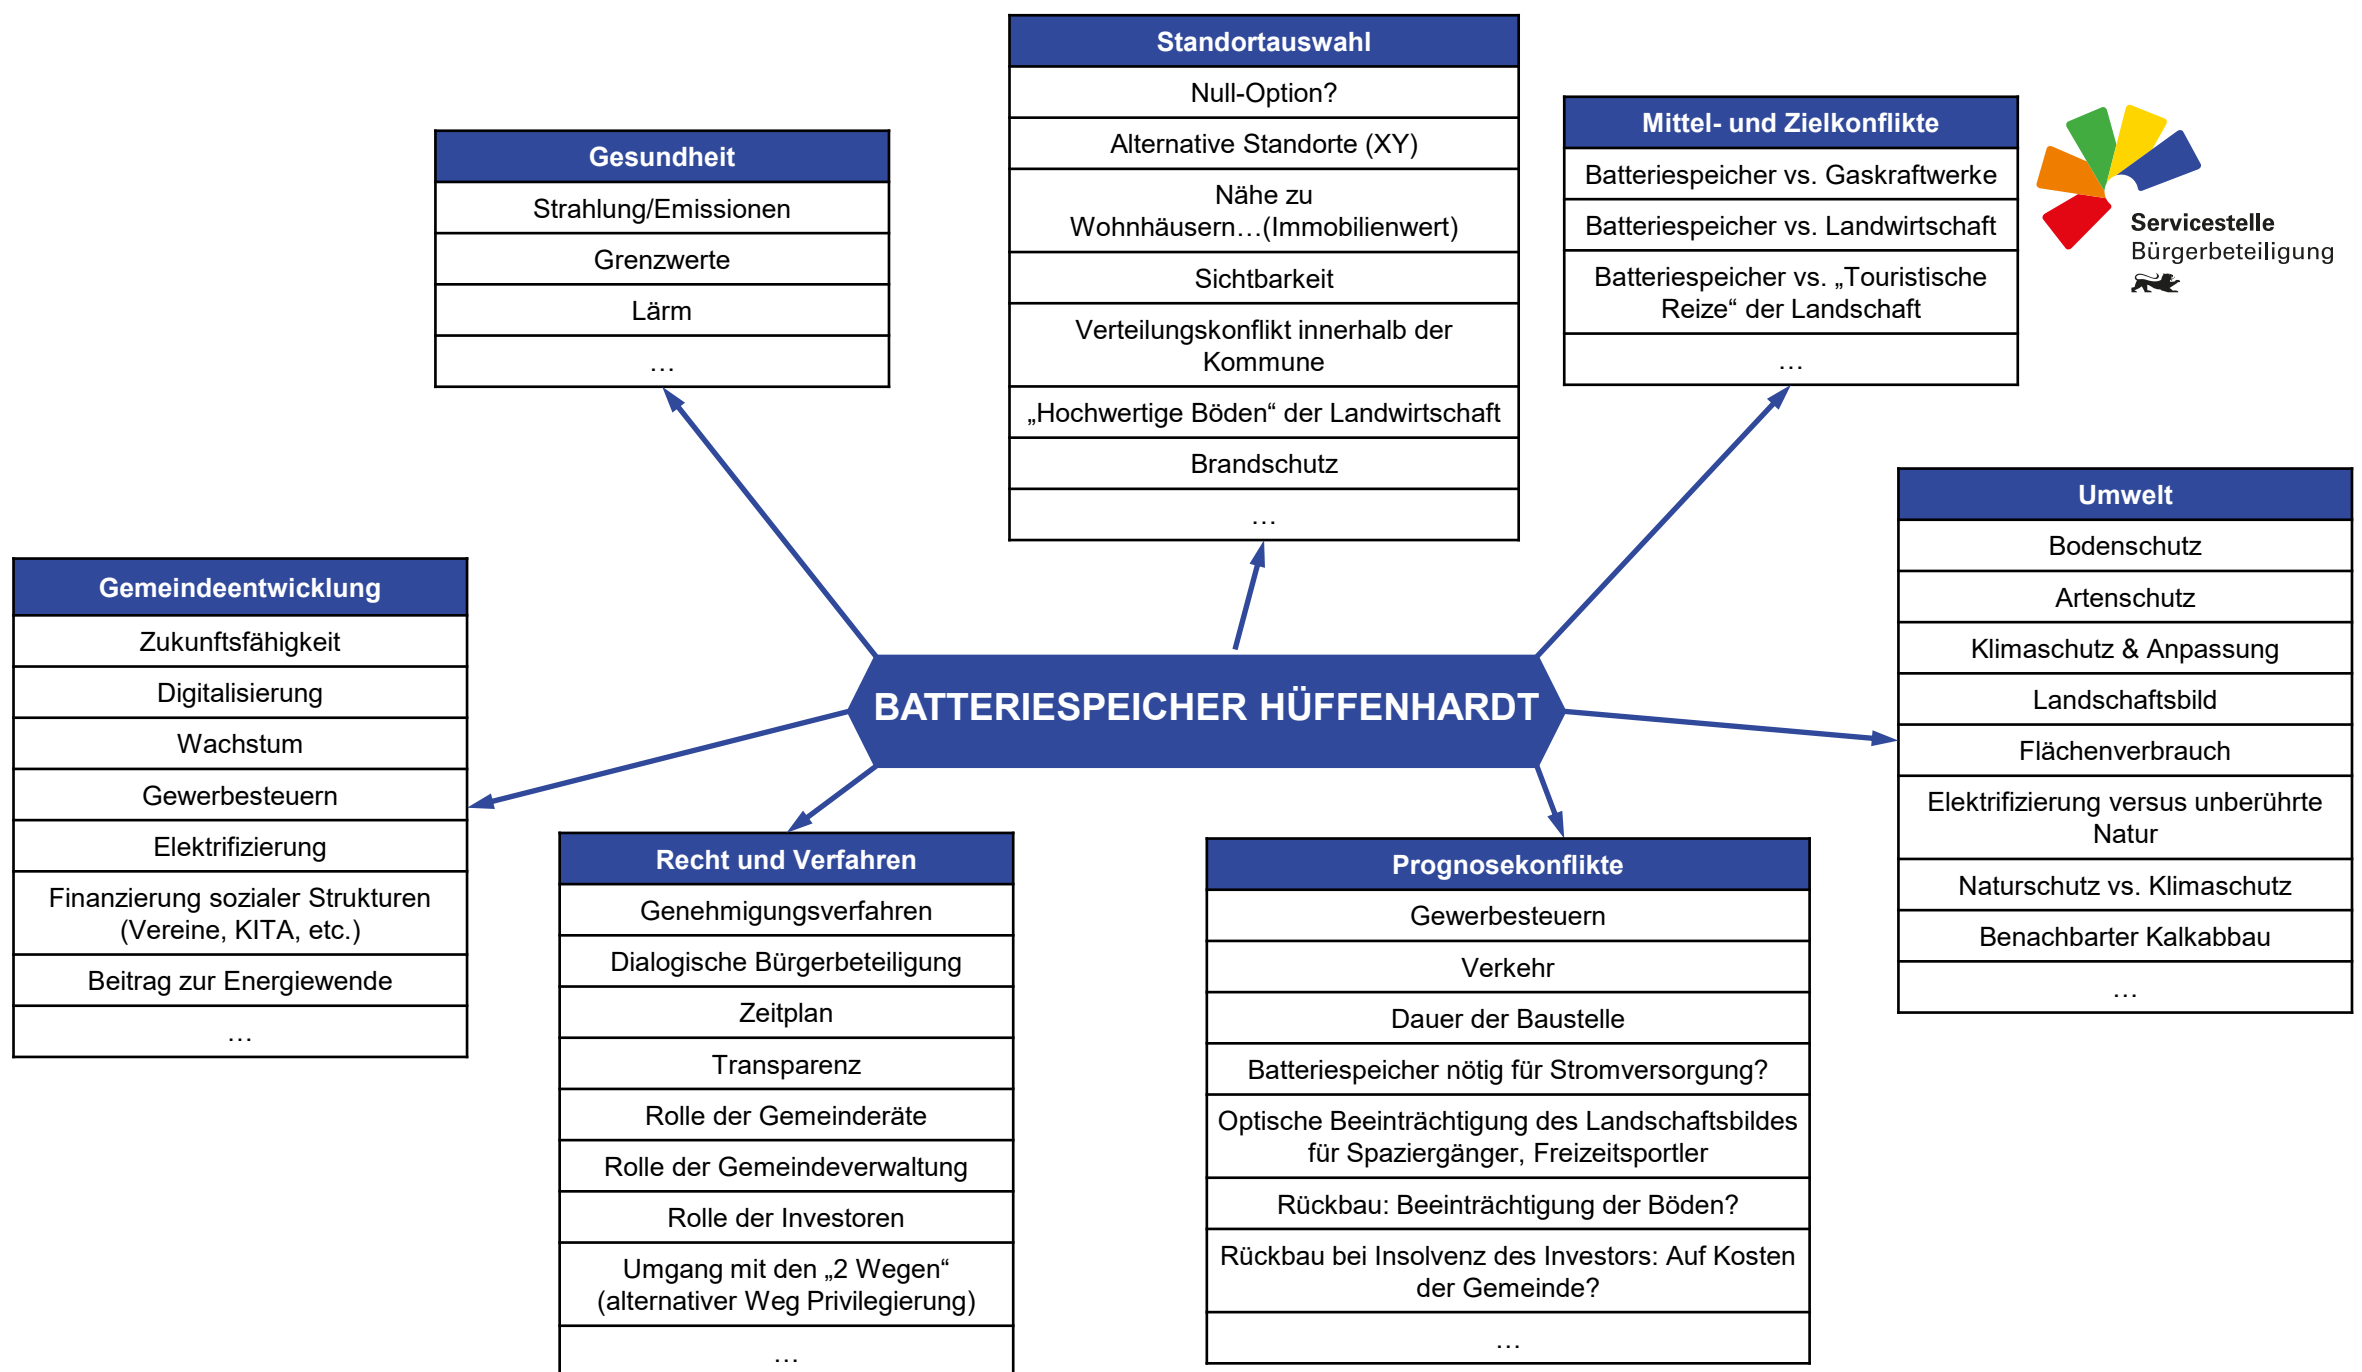 Standortauswahl
Null-Option?
Alternative Standorte (XY)
Nähe zu
Wohnhäusern…(Immobilienwert)
Sichtbarkeit
Verteilungskonflikt innerhalb der
Kommune
„Hochwertige Böden“ der Landwirtschaft
Brandschutz
…
Gesundheit
Strahlung/Emissionen
Grenzwerte
Lärm
…
Mittel- und Zielkonflikte
Batteriespeicher vs. Gaskraftwerke
Batteriespeicher vs. Landwirtschaft
Batteriespeicher vs. „Touristische
Reize“ der Landschaft
…
Servicestelle
Bürgerbeteiligung
Umwelt
Bodenschutz
Artenschutz
Klimaschutz & Anpassung
Landschaftsbild
Flächenverbrauch
Elektrifizierung versus unberührte
Natur
Naturschutz vs. Klimaschutz
Benachbarter Kalkabbau
…
Gemeindeentwicklung
Zukunftsfähigkeit
Digitalisierung
Wachstum
Gewerbesteuern
Elektrifizierung
Finanzierung sozialer Strukturen
(Vereine, KITA, etc.)
Beitrag zur Energiewende
…
BATTERIESPEICHER HÜFFENHARDT
Recht und Verfahren
Genehmigungsverfahren
Dialogische Bürgerbeteiligung
Zeitplan
Transparenz
Rolle der Gemeinderäte
Rolle der Gemeindeverwaltung
Rolle der Investoren
Umgang mit den „2 Wegen“
(alternativer Weg Privilegierung)
…
Prognosekonflikte
Gewerbesteuern
Verkehr
Dauer der Baustelle
Batteriespeicher nötig für Stromversorgung?
Optische Beeinträchtigung des Landschaftsbildes
für Spaziergänger, Freizeitsportler
Rückbau: Beeinträchtigung der Böden?
Rückbau bei Insolvenz des Investors: Auf Kosten
der Gemeinde?
…